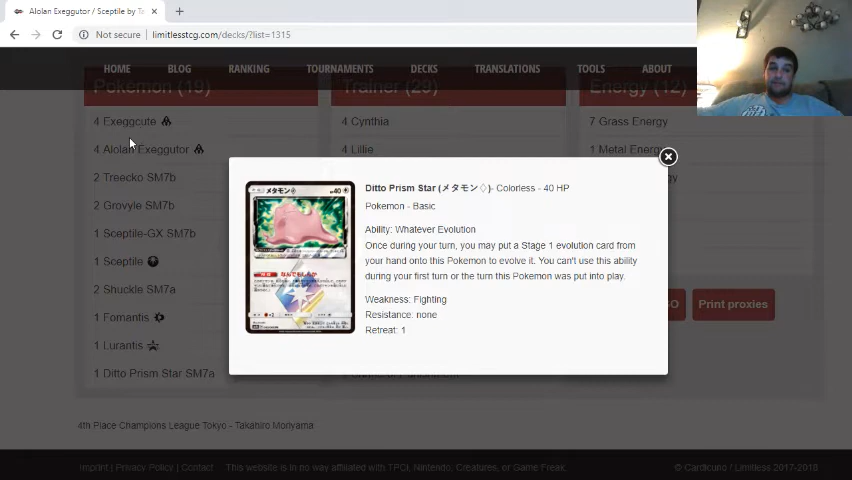 Alolan Exeggutor / Sceptile by T
Not secure | limitlesstcg.com/decks/?list=1315
HOME BLOG RANKING TOURNAMENTS DECKS TRANSLATIONS TOOLS ABOUT
Pokemon (19)
Trainer (29)
Energy (12)
4 Exeggcute
4 Alolan Exeggutor
2 Treecko SM7b
2 Grovyle SM7b
1 Sceptile-GX SM7b
1 Sceptile
2 Shuckle SM7a
1 Fomantis
1 Lurantis
1 Ditto Prism Star SM7a
4 Cynthia
4 Lillie
7 Grass Energy
1 Metal Energy
メタモン◇
Ditto Prism Star (メタモン◇)- Colorless - 40 HP
Pokemon - Basic
Ability: Whatever Evolution
Once during your turn, you may put a Stage 1 evolution card from
your hand onto this Pokemon to evolve it. You can't use this ability
during your first turn or the turn this Pokemon was put into play.
Weakness: Fighting
Resistance: none
Retreat: 1
Print proxies
4th Place Champions League Tokyo - Takahiro Moriyama
Imprint | Privacy Policy | Contact
This website is in no way affiliated with TPCI, Nintendo, Creatures, or Game Freak.
© Cardicuno / Limitless 2017-2018